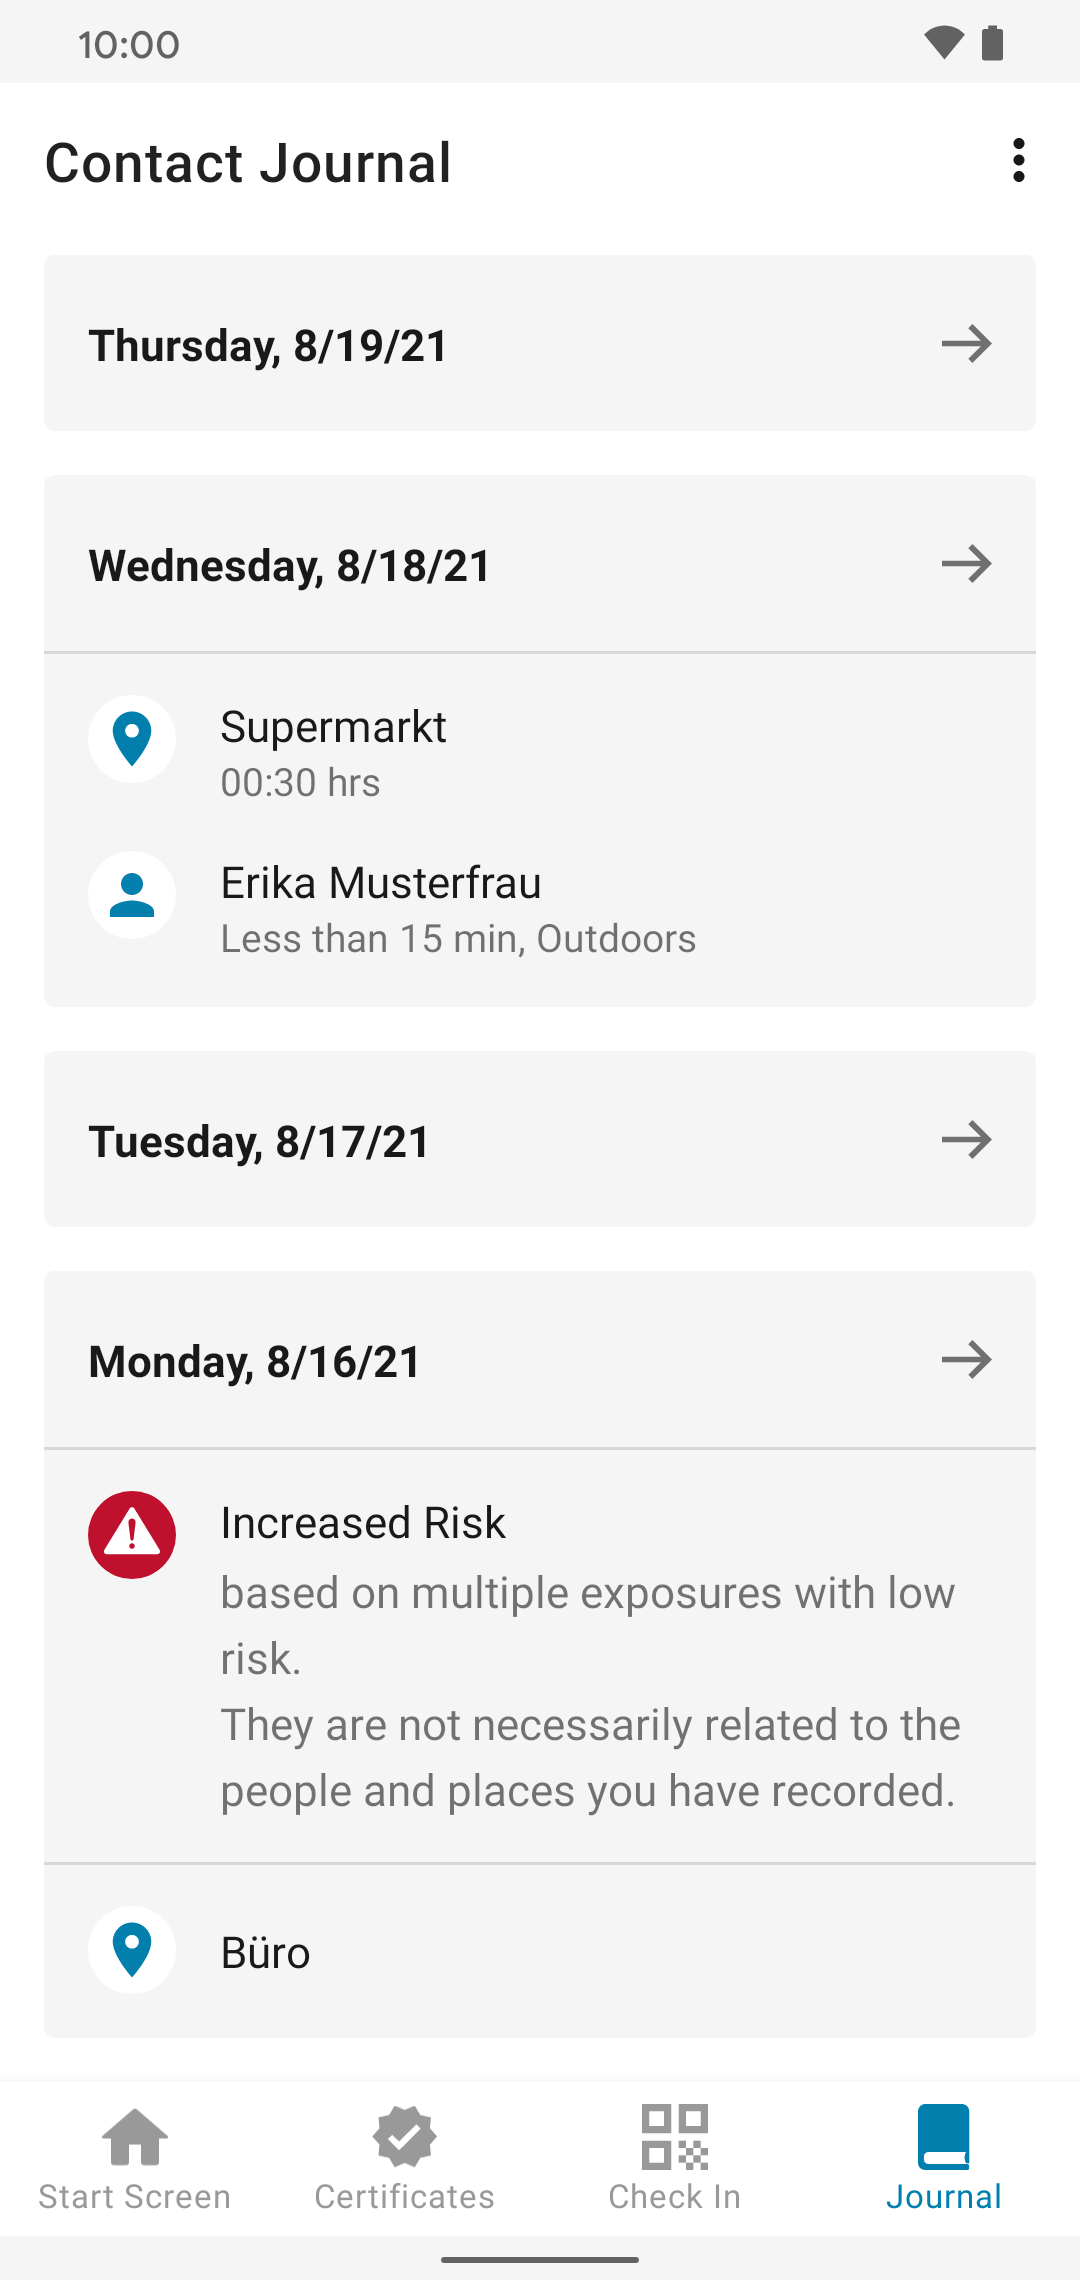 10:00
Contact Journal
Thursday, 8/19/21
Wednesday, 8/18/21
Supermarkt
00:30 hrs
Erika Musterfrau
Less than 15 min, Outdoors
Tuesday, 8/17/21
Monday, 8/16/21
Increased Risk
based on multiple exposures with low
risk.
They are not necessarily related to the
people and places you have recorded.
Büro
Start Screen
Certificates
Check In
Journal